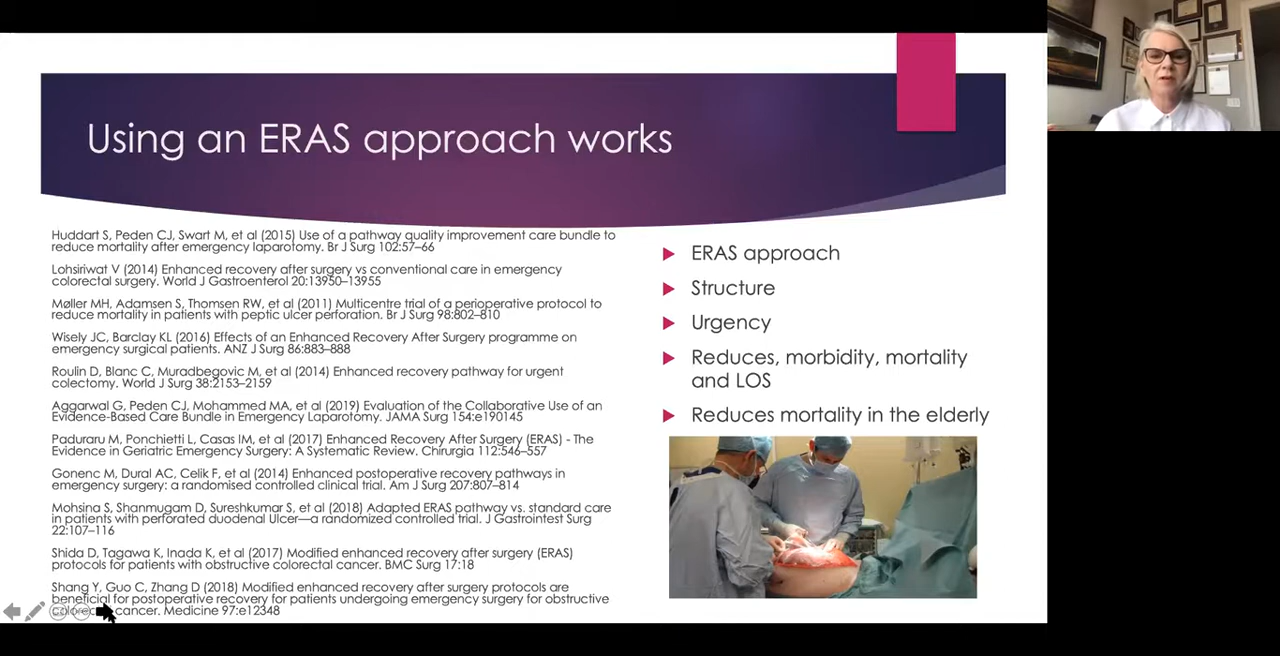 Using an ERAS approach works
Huddart S, Peden CJ, Swart M, et al (2015) Use of a pathway quality improvement care bundle to
reduce mortality after emergency laparotomy. Br J Surg 102:57–66
Lohsiriwat V (2014) Enhanced recovery after surgery vs conventional care in emergency
colorectal surgery. World J Gastroenterol 20:13950–13955
Møller MH, Adamsen S, Thomsen RW, et al (2011) Multicentre trial of a perioperative protocol to
reduce mortality in patients with peptic ulcer perforation. Br J Surg 98:802–810
Wisely JC, Barclay KL (2016) Effects of an Enhanced Recovery After Surgery programme on
emergency surgical patients. ANZ J Surg 86:883–888
Roulin D, Blanc C, Muradbegovic M, et al (2014) Enhanced recovery pathway for urgent
colectomy. World J Surg 38:2153–2159
Aggarwal G, Peden CJ, Mohammed MA, et al (2019) Evaluation of the Collaborative Use of an
Evidence-Based Care Bundle in Emergency Laparotomy. JAMA Surg 154:e190145
Paduraru M, Ponchietti L, Casas IM, et al (2017) Enhanced Recovery After Surgery (ERAS) - The
Evidence in Geriatric Emergency Surgery: A Systematic Review. Chirurgia 112:546–557
Gonenc M, Dural AC, Celik F, et al (2014) Enhanced postoperative recovery pathways in
emergency surgery: a randomised controlled clinical trial. Am J Surg 207:807–814
Mohsina S, Shanmugam D, Sureshkumar S, et al (2018) Adapted ERAS pathway vs. standard care
in patients with perforated duodenal Ulcer—a randomized controlled trial. J Gastrointest Surg
22:107–116
Shida D, Tagawa K, Inada K, et al (2017) Modified enhanced recovery after surgery (ERAS)
protocols for patients with obstructive colorectal cancer. BMC Surg 17:18
Shang Y, Guo C, Zhang D (2018) Modified enhanced recovery after surgery protocols are
beneficial for postoperative recovery for patients undergoing emergency surgery for obstructive
colorectal cancer. Medicine 97:e12348
ERAS approach
Structure
Urgency
Reduces, morbidity, mortality
and LOS
Reduces mortality in the elderly